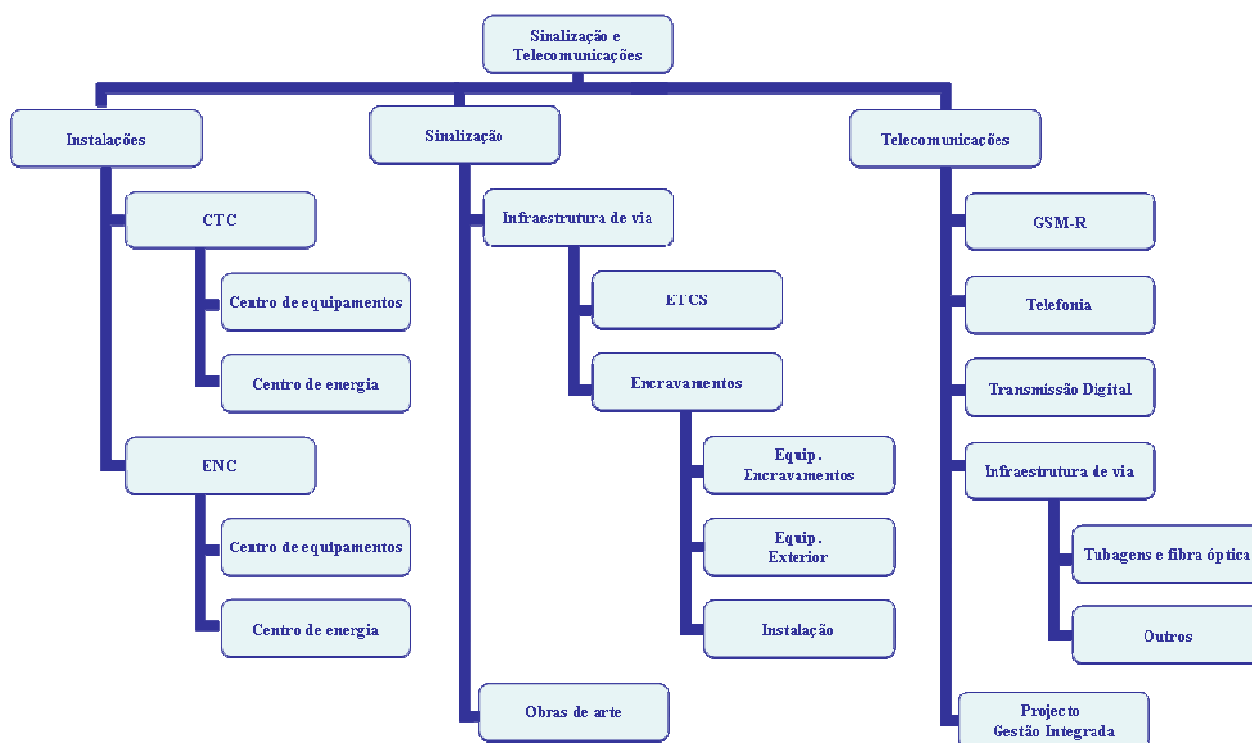 Sinalização e
Telecomunicações
Instalações
CTC
Centro de equipamentos
Centro de energia
ENC
Centro de equipamentos
Centro de energia
Sinalização
Infraestrutura de via
ETCS
Encravamentos
Equip.
Encravamentos
Equip.
Exterior
Instalação
Obras de arte
Telecomunicações
GSM-R
Telefonia
Transmissão Digital
Infraestrutura de via
Tubagens e fibra óptica
Outros
Projecto
Gestão Integrada